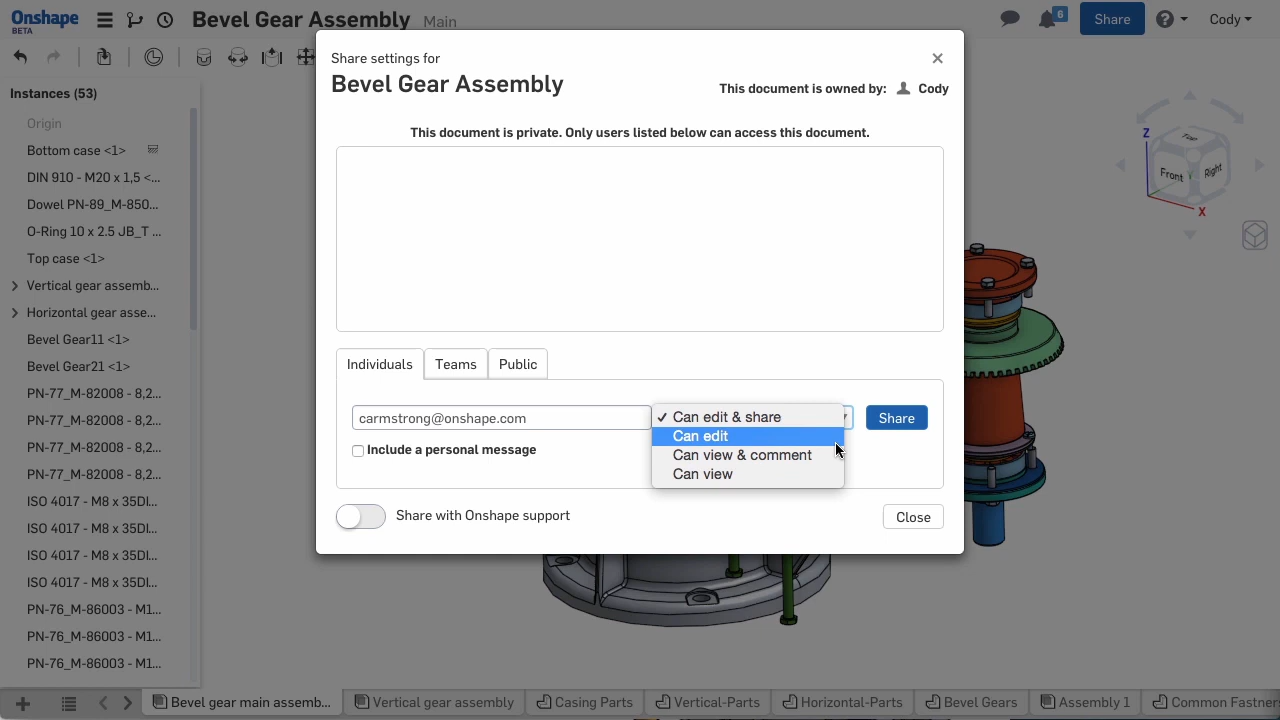 Onshape
BETA
Bevel Gear Assembly Main
6
Share
Cody
Instances (53)
Origin
Bottom case <1>
DIN 910 - M20 x 1,5 <...
Dowel PN-89_M-850...
O-Ring 10 x 2.5 JB_T ...
Top case <1>
Vertical gear assemb...
Horizontal gear asse...
Bevel Gear11 <1>
Bevel Gear21 <1>
PN-77_M-82008 - 8,2...
PN-77_M-82008 - 8,2...
PN-77_M-82008 - 8,2...
PN-77_M-82008 - 8,2...
ISO 4017 - M8 x 35DI...
ISO 4017 - M8 x 35DI...
ISO 4017 - M8 x 35DI...
ISO 4017 - M8 x 35DI...
PN-76_M-86003 - M1...
PN-76_M-86003 - M1...
PN-76_M-86003 - M1...
Share settings for
Bevel Gear Assembly
This document is owned by: Cody
This document is private. Only users listed below can access this document.
Individuals
Teams
Public
carmstrong@onshape.com
✓ Can edit & share
Can edit
Can view & comment
Can view
Share
Include a personal message
Share with Onshape support
Close
Z
Top
Front
Right
X
Bevel gear main assemb...
Vertical gear assembly
Casing Parts
Vertical-Parts
Horizontal-Parts
Bevel Gears
Assembly 1
Common Fastner